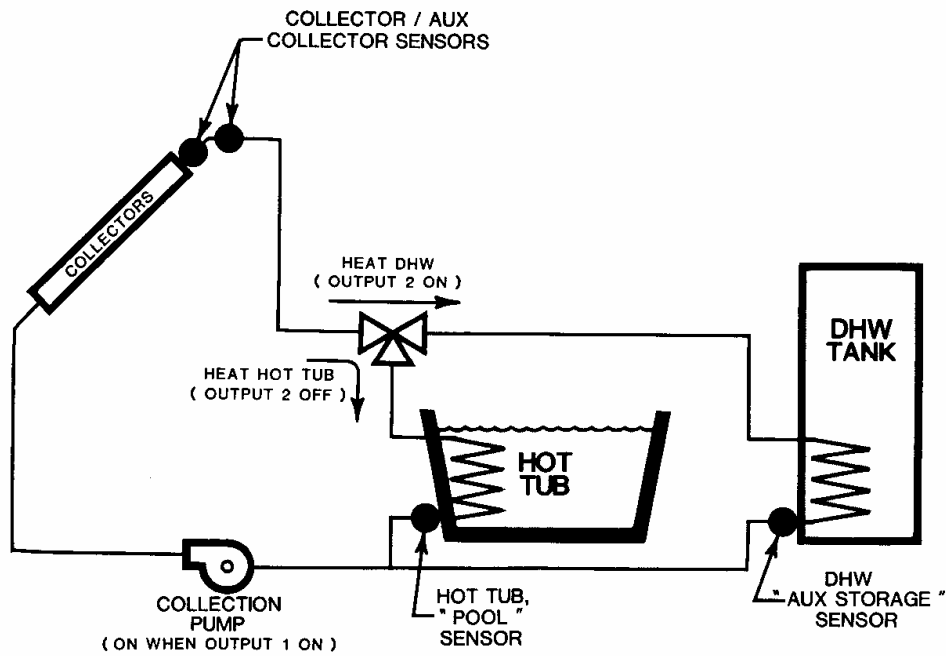 COLLECTOR / AUX
COLLECTOR SENSORS
COLLECTORS
HEAT DHW
( OUTPUT 2 ON )
HEAT HOT TUB
( OUTPUT 2 OFF )
DHW
TANK
HOT
TUB
COLLECTION
PUMP
( ON WHEN OUTPUT 1 ON )
HOT TUB,
" POOL "
SENSOR
DHW
" AUX STORAGE "
SENSOR